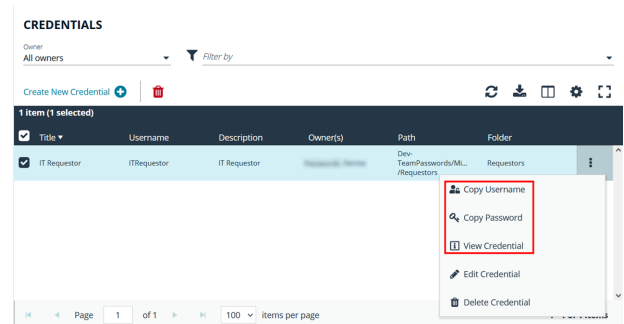 CREDENTIALS
Owner
All owners
Filter by
Create New Credential
1 item (1 selected)
Title Username Description Owner(s) Path Folder
IT Requestor ITRequestor IT Requestor Dev-TeamPasswords/Mi... /Requestors Requestors
Copy Username
Copy Password
View Credential
Edit Credential
Delete Credential
Page 1 of 1 100 items per page